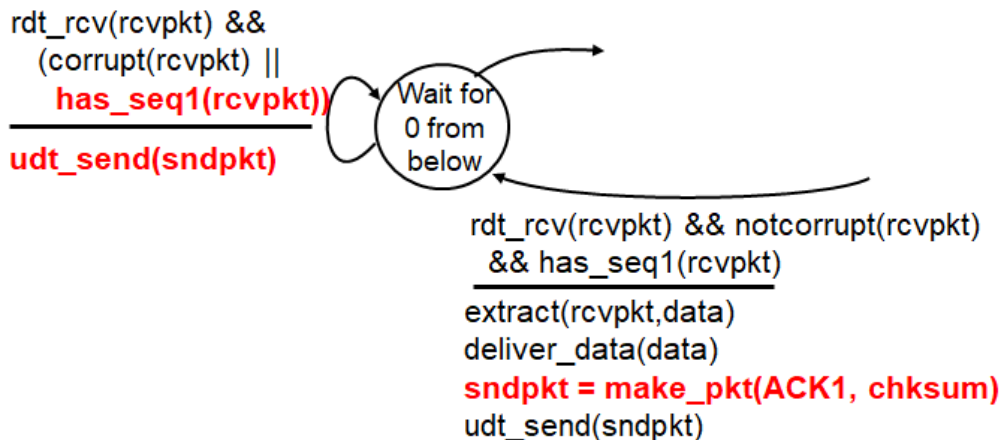 rdt_rcv(rcvpkt) &&
(corrupt(rcvpkt) ||
has_seq1(rcvpkt))
udt_send(sndpkt)
Wait for
0 from
below
rdt_rcv(rcvpkt) && notcorrupt(rcvpkt)
&& has_seq1(rcvpkt)
extract(rcvpkt,data)
deliver_data(data)
sndpkt = make_pkt(ACK1, chksum)
udt_send(sndpkt)